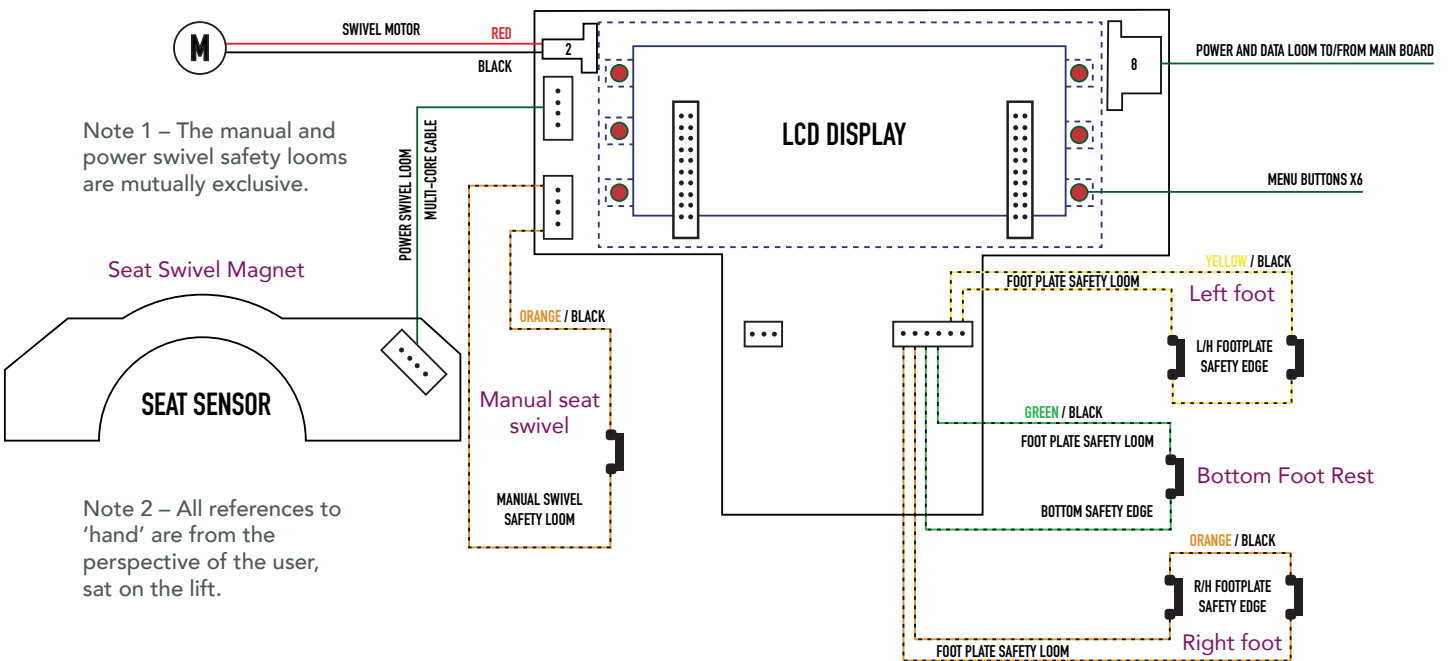 SWIVEL MOTOR
RED
BLACK
M
2
8
POWER AND DATA LOOM TO/FROM MAIN BOARD
LCD DISPLAY
MENU BUTTONS X6
Note 1 – The manual and
power swivel safety looms
are mutually exclusive.
POWER SWIVEL LOOM
MULTI-CORE CABLE
Seat Swivel Magnet
SEAT SENSOR
ORANGE / BLACK
Manual seat
swivel
MANUAL SWIVEL
SAFETY LOOM
Note 2 – All references to
‘hand’ are from the
perspective of the user,
sat on the lift.
YELLOW / BLACK
FOOT PLATE SAFETY LOOM
Left foot
L/H FOOTPLATE
SAFETY EDGE
GREEN / BLACK
FOOT PLATE SAFETY LOOM
Bottom Foot Rest
BOTTOM SAFETY EDGE
ORANGE / BLACK
R/H FOOTPLATE
SAFETY EDGE
Right foot
FOOT PLATE SAFETY LOOM